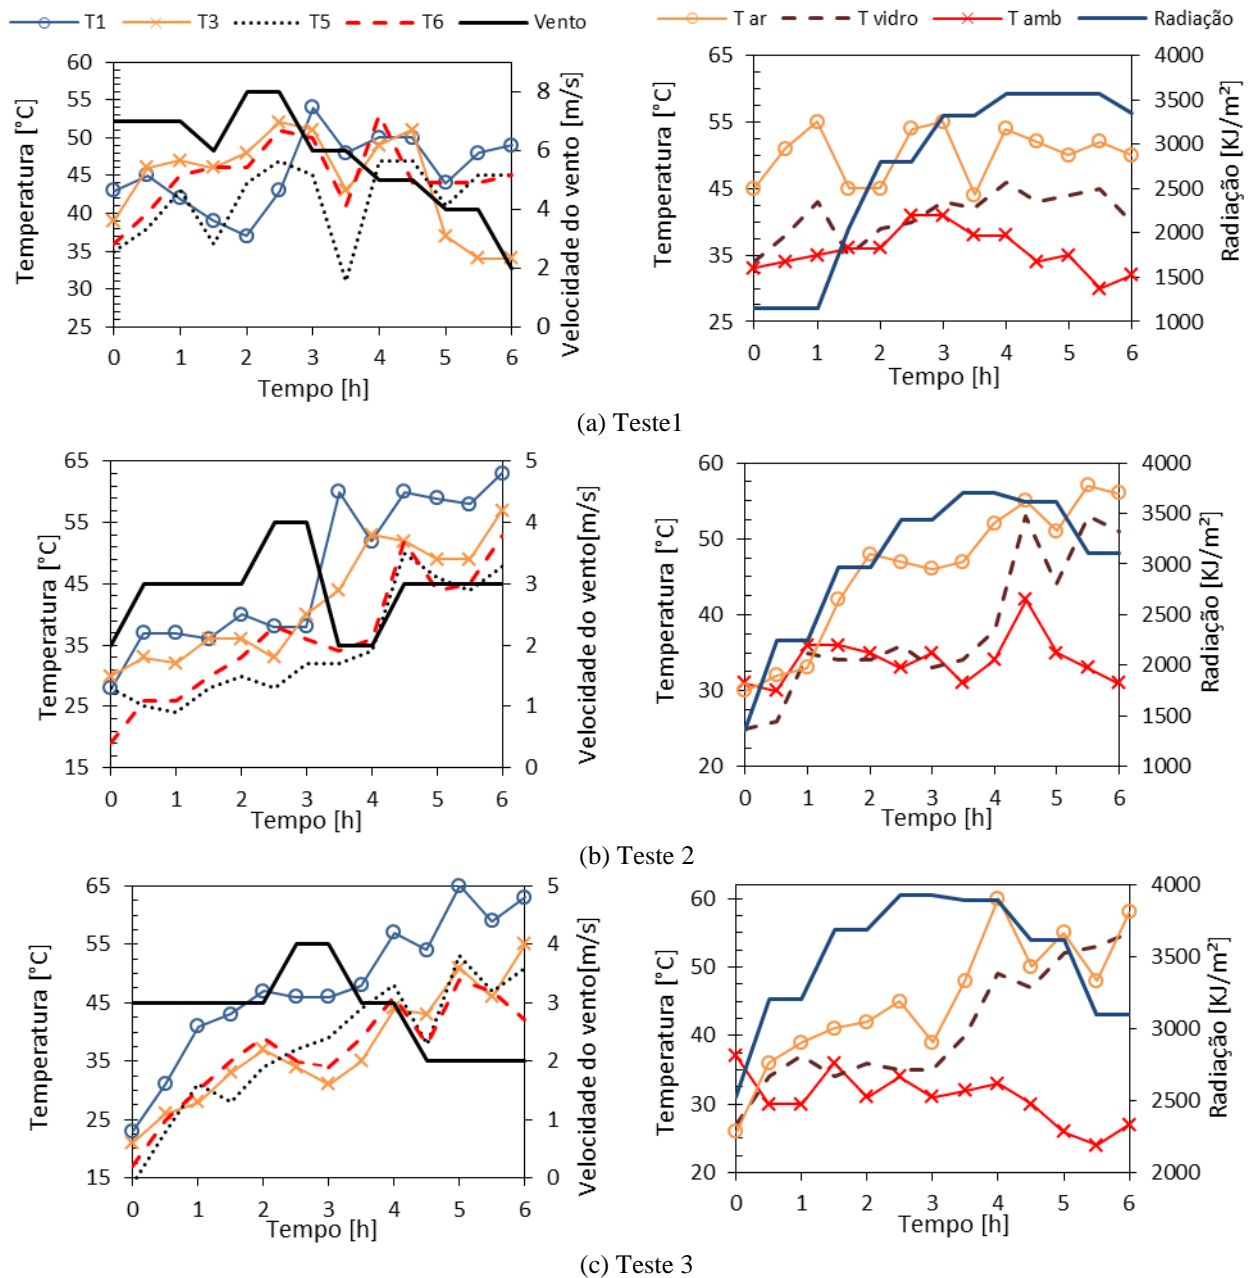 T1 T3 T5 T6 Vento
T ar T vidro T amb Radiação
60 55 50 45 40 35 30 25
Temperatura [°C]
8 6 4 2 0
Velocidade do vento [m/s]
0 1 2 3 4 5 6
Tempo [h]
65 55 45 35 25
Temperatura [°C]
4000 3500 3000 2500 2000 1500 1000
Radiação [KJ/m²]
0 1 2 3 4 5 6
Tempo [h]
(a) Teste1
65 55 45 35 25 15
Temperatura [°C]
5 4 3 2 1 0
Velocidade do vento[m/s]
0 1 2 3 4 5 6
Tempo [h]
60 50 40 30 20
Temperatura [°C]
4000 3500 3000 2500 2000 1500 1000
Radiação [KJ/m²]
0 1 2 3 4 5 6
Tempo [h]
(b) Teste 2
65 55 45 35 25 15
Temperatura [°C]
5 4 3 2 1 0
Velocidade do vento[m/s]
0 1 2 3 4 5 6
Tempo [h]
60 50 40 30 20
Temperatura [°C]
4000 3500 3000 2500 2000
Radiação [KJ/m²]
0 1 2 3 4 5 6
Tempo [h]
(c) Teste 3